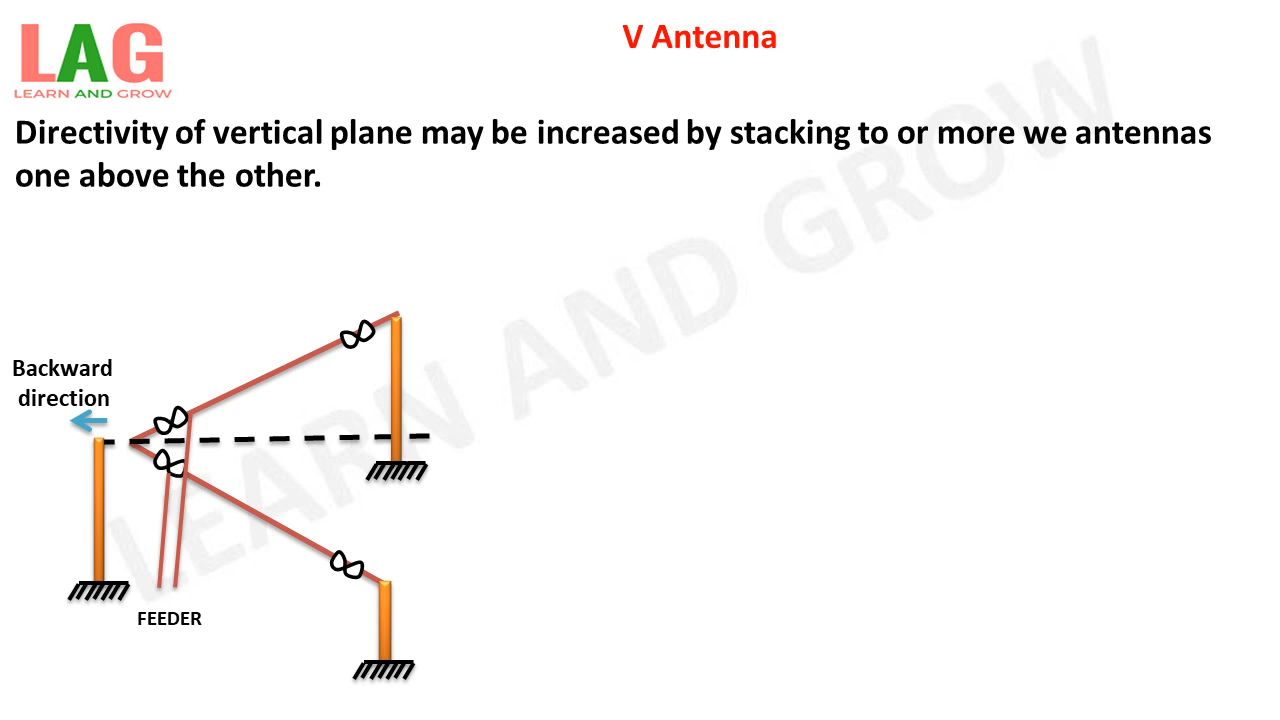 LAG
LEARN AND GROW
V Antenna
Directivity of vertical plane may be increased by stacking to or more we antennas
one above the other.
Backward
direction
FEEDER
LEARN AND GROW